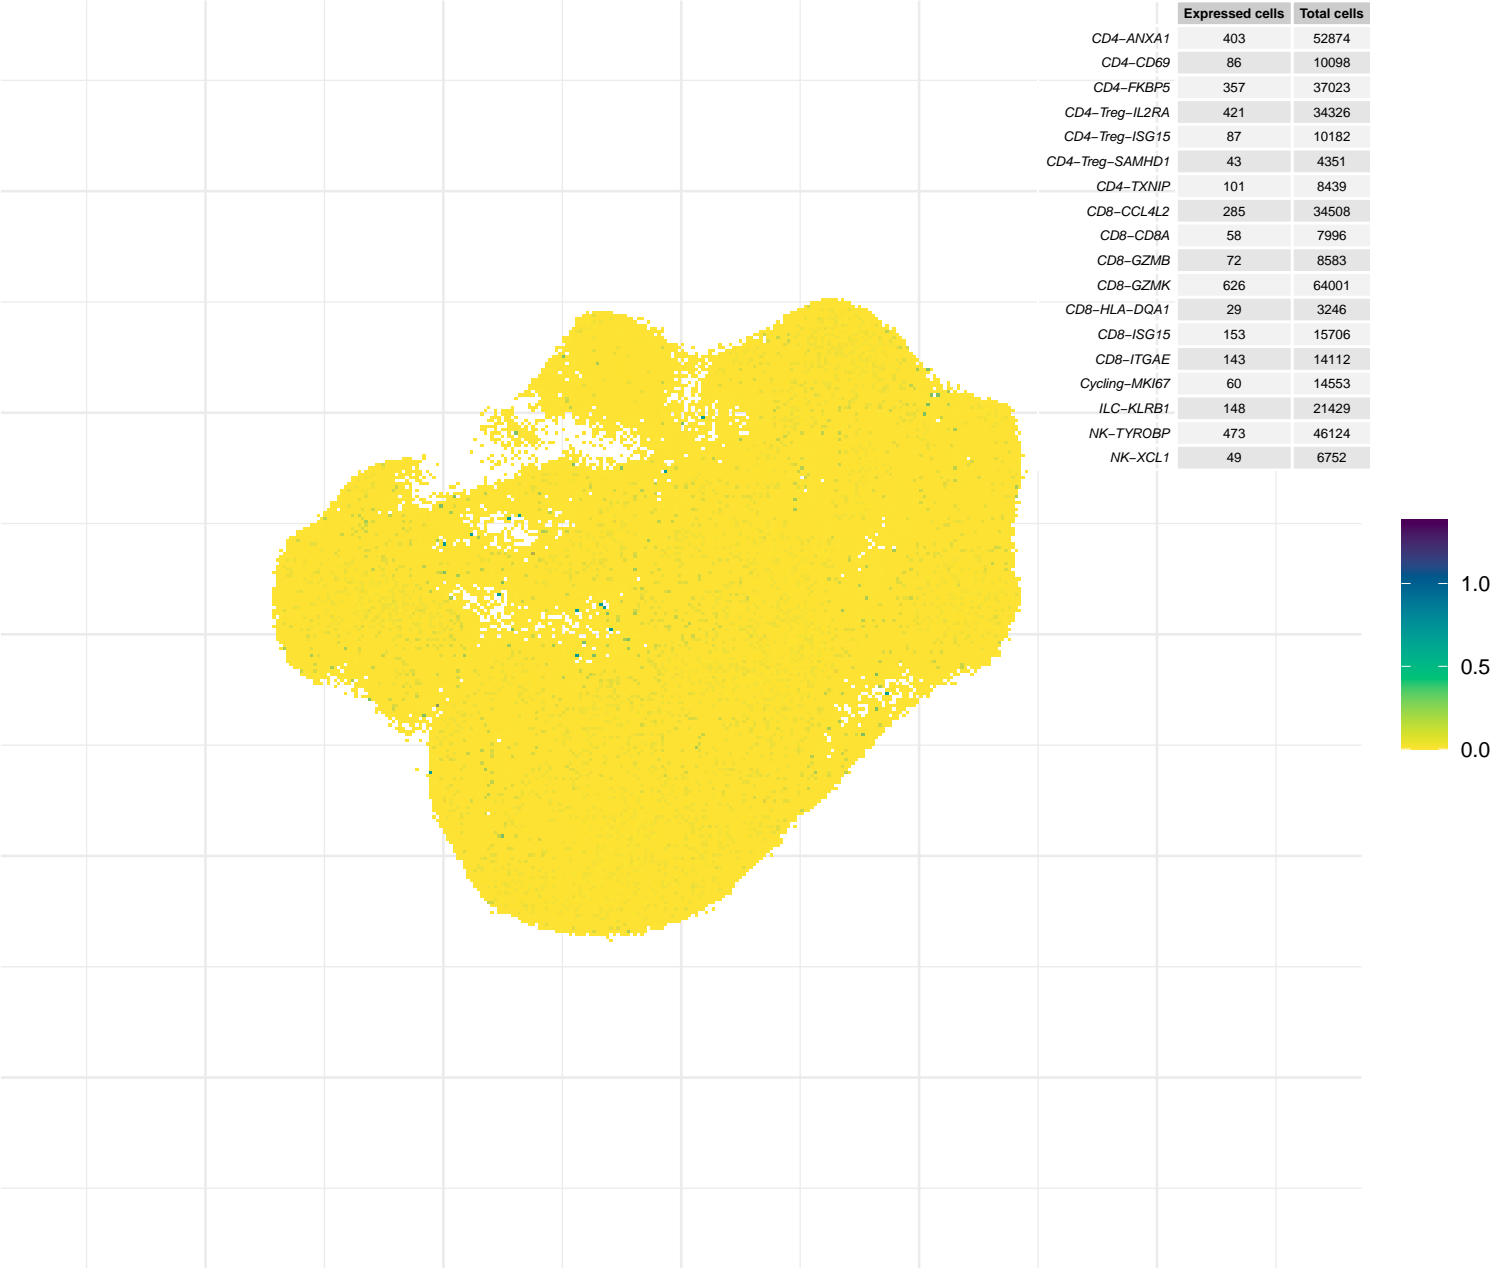 Expressed cells Total cells
CD4−ANXA1 403 52874
CD4−CD69 86 10098
CD4−FKBP5 357 37023
CD4−Treg−IL2RA 421 34326
CD4−Treg−ISG15 87 10182
CD4−Treg−SAMHD1 43 4351
CD4−TXNIP 101 8439
CD8−CCL4L2 285 34508
CD8−CD8A 58 7996
CD8−GZMB 72 8583
CD8−GZMK 626 64001
CD8−HLA−DQA1 29 3246
CD8−ISG15 153 15706
CD8−ITGAE 143 14112
Cycling−MKI67 60 14553
ILC−KLRB1 148 21429
NK−TYROBP 473 46124
NK−XCL1 49 6752
1.0
0.5
0.0